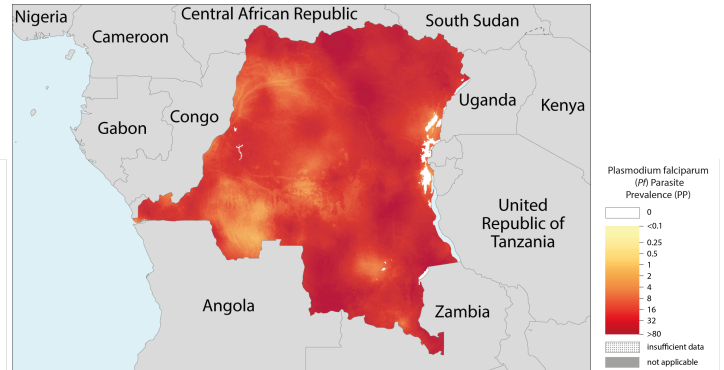 Nigeria
Central African Republic
South Sudan
Cameroon
Uganda
Kenya
Gabon
Congo
United
Republic of
Tanzania
Angola
Zambia
Plasmodium falciparum
(Pf) Parasite
Prevalence (PP)
0
<0.1
0.25
0.5
1
2
4
8
16
32
>80
insufficient data
not applicable